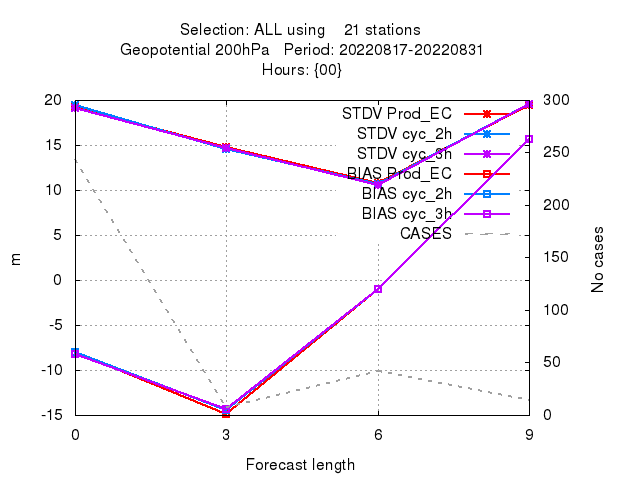 Selection: ALL using 21 stations
Geopotential 200hPa Period: 20220817-20220831
Hours: {00}
20
15
10
5
0
-5
-10
-15
300
250
200
150
100
50
0
STDV Prod_EC
STDV cyc_2h
STDV cyc_3h
BIAS Prod_EC
BIAS cyc_2h
BIAS cyc_3h
CASES
m
No cases
0 3 6 9
Forecast length